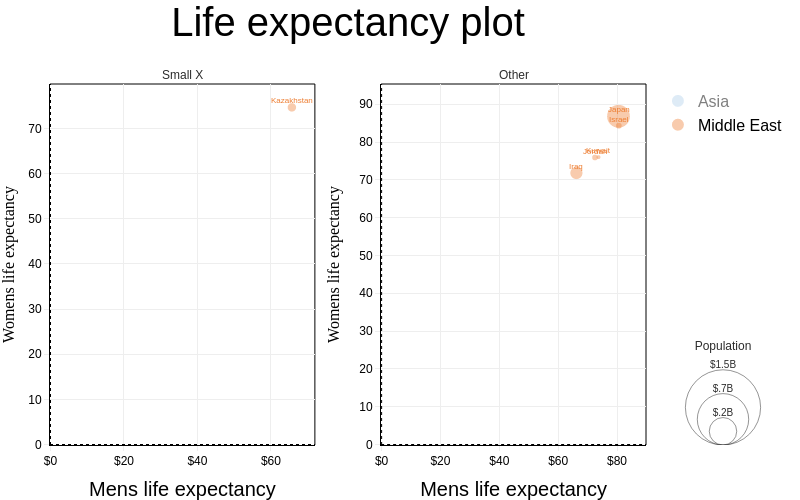 Life expectancy plot
Small X
Other
Kazakhstan
70
60
50
40
30
20
10
0
$0
$20
$40
$60
Mens life expectancy
Womens life expectancy
Japan
Israel
Jordan
Kuwait
Iraq
90
80
70
60
50
40
30
20
10
0
$0
$20
$40
$60
$80
Mens life expectancy
Womens life expectancy
Asia
Middle East
Population
$1.5B
$.7B
$.2B